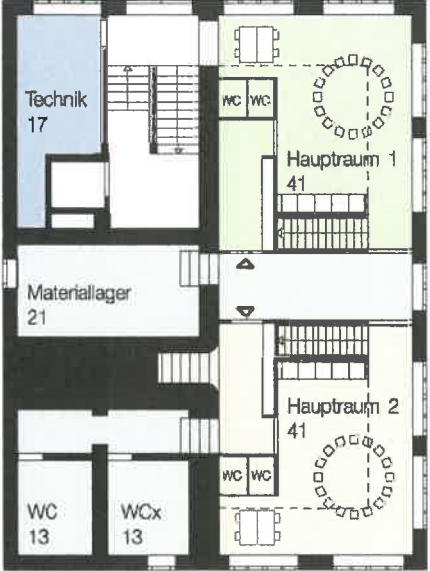 Technik
17
WC WC
Hauptraum 1
41
Materiallager
21
Hauptraum 2
41
WC WC
WC
13
WCx
13